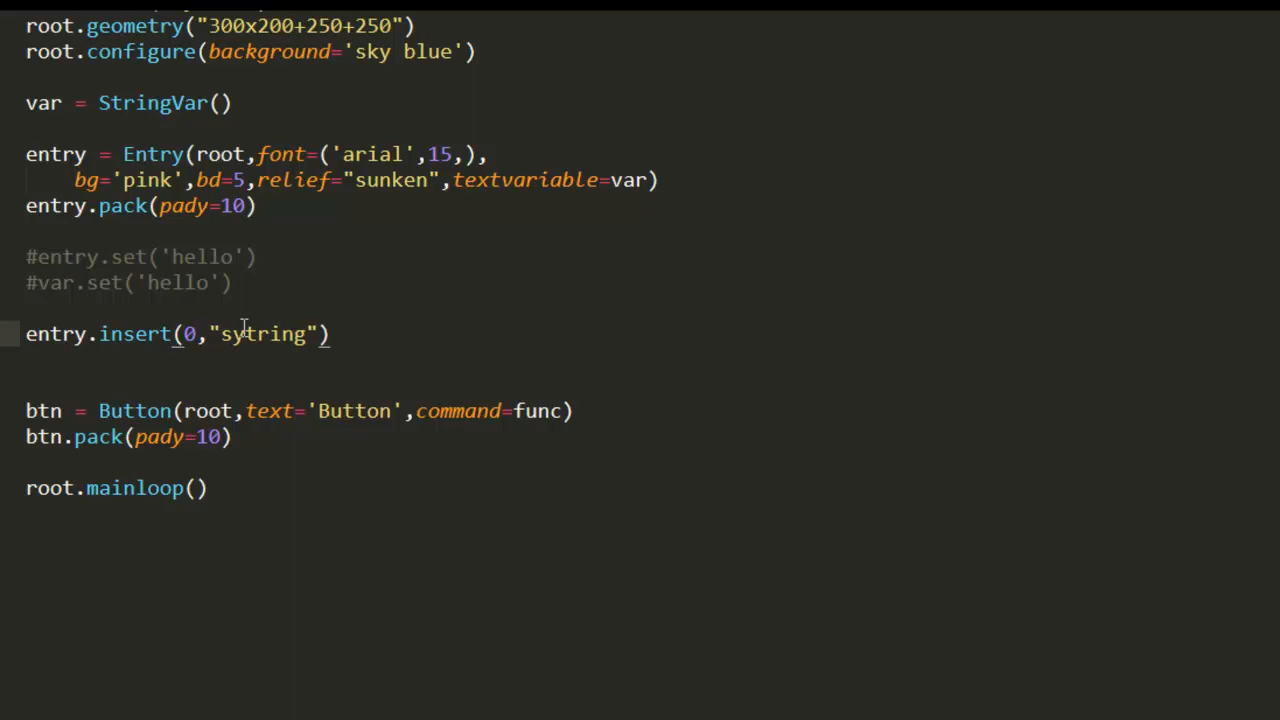 root.geometry("300x200+250+250")
root.configure(background='sky blue')
var = StringVar()
entry = Entry(root,font=('arial',15,),
bg='pink',bd=5,relief="sunken",textvariable=var)
entry.pack(pady=10)
#entry.set('hello')
#var.set('hello')
entry.insert(0,"sytring")
btn = Button(root,text='Button',command=func)
btn.pack(pady=10)
root.mainloop()